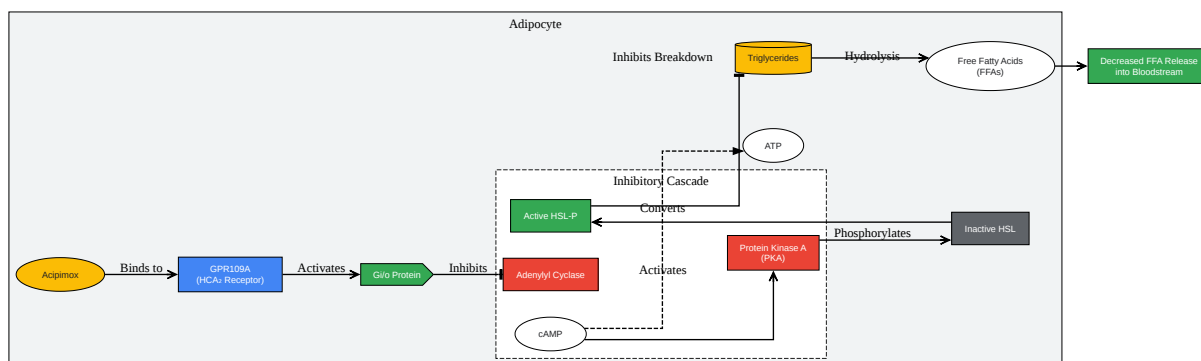 Adipocyte
Inhibits Breakdown
Triglycerides
Hydrolysis
Free Fatty Acids
(FFAs)
Decreased FFA Release
into Bloodstream
ATP
Inhibitory Cascade
Active HSL-P
Converts
Inactive HSL
Protein Kinase A
(PKA)
Phosphorylates
Acipimox
Binds to
GPR109A
(HCA₂ Receptor)
Activates
Gi/o Protein
Inhibits
Adenylyl Cyclase
Activates
cAMP